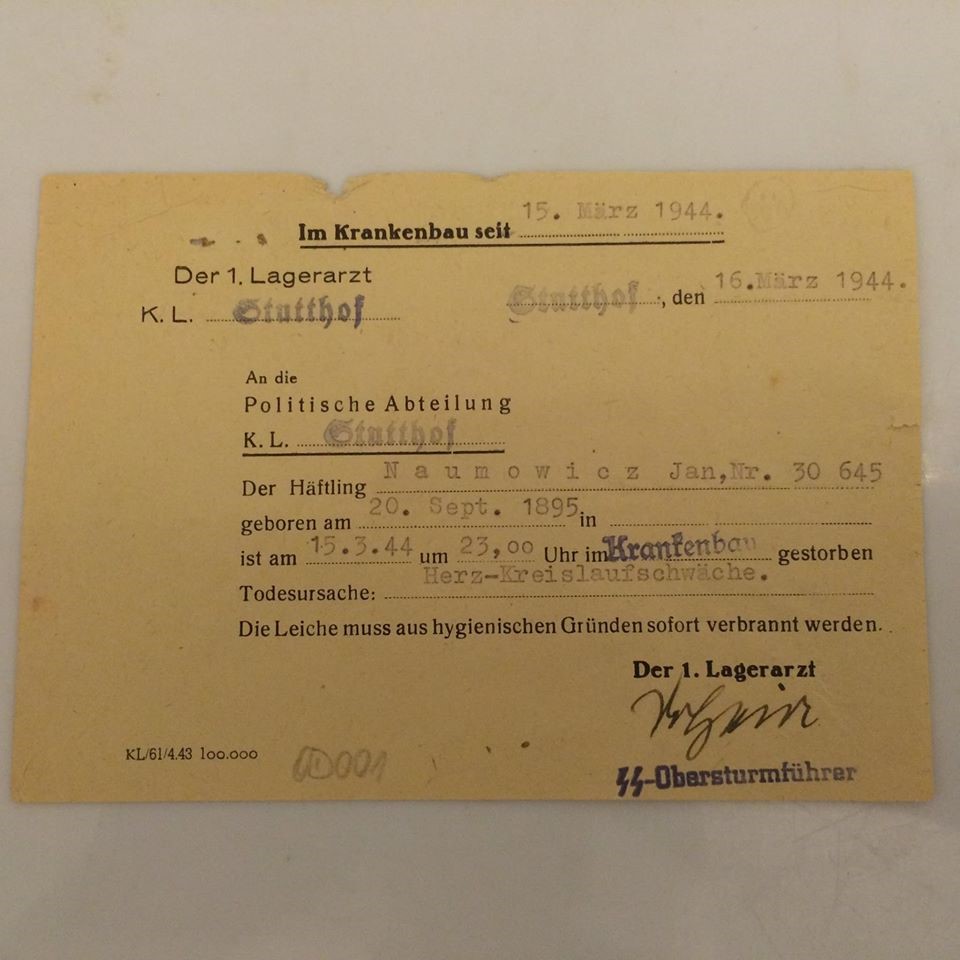 Im Krankenbau seit 15. März 1944.
Der 1. Lagerarzt
K. L. Stutthof
Stutthof, den 16. März 1944.
An die
Politische Abteilung
K. L. Stutthof
Der Häftling Naumowicz Jan, Nr. 30 645
geboren am 20. Sept. 1895 in
ist am 15.3.44 um 23,00 Uhr im Krankenbau gestorben
Todesursache: Herz-Kreislaufschwäche.
Die Leiche muss aus hygienischen Gründen sofort verbrannt werden.
Der 1. Lagerarzt
SS-Obersturmführer
KL/61/4.43 100.000